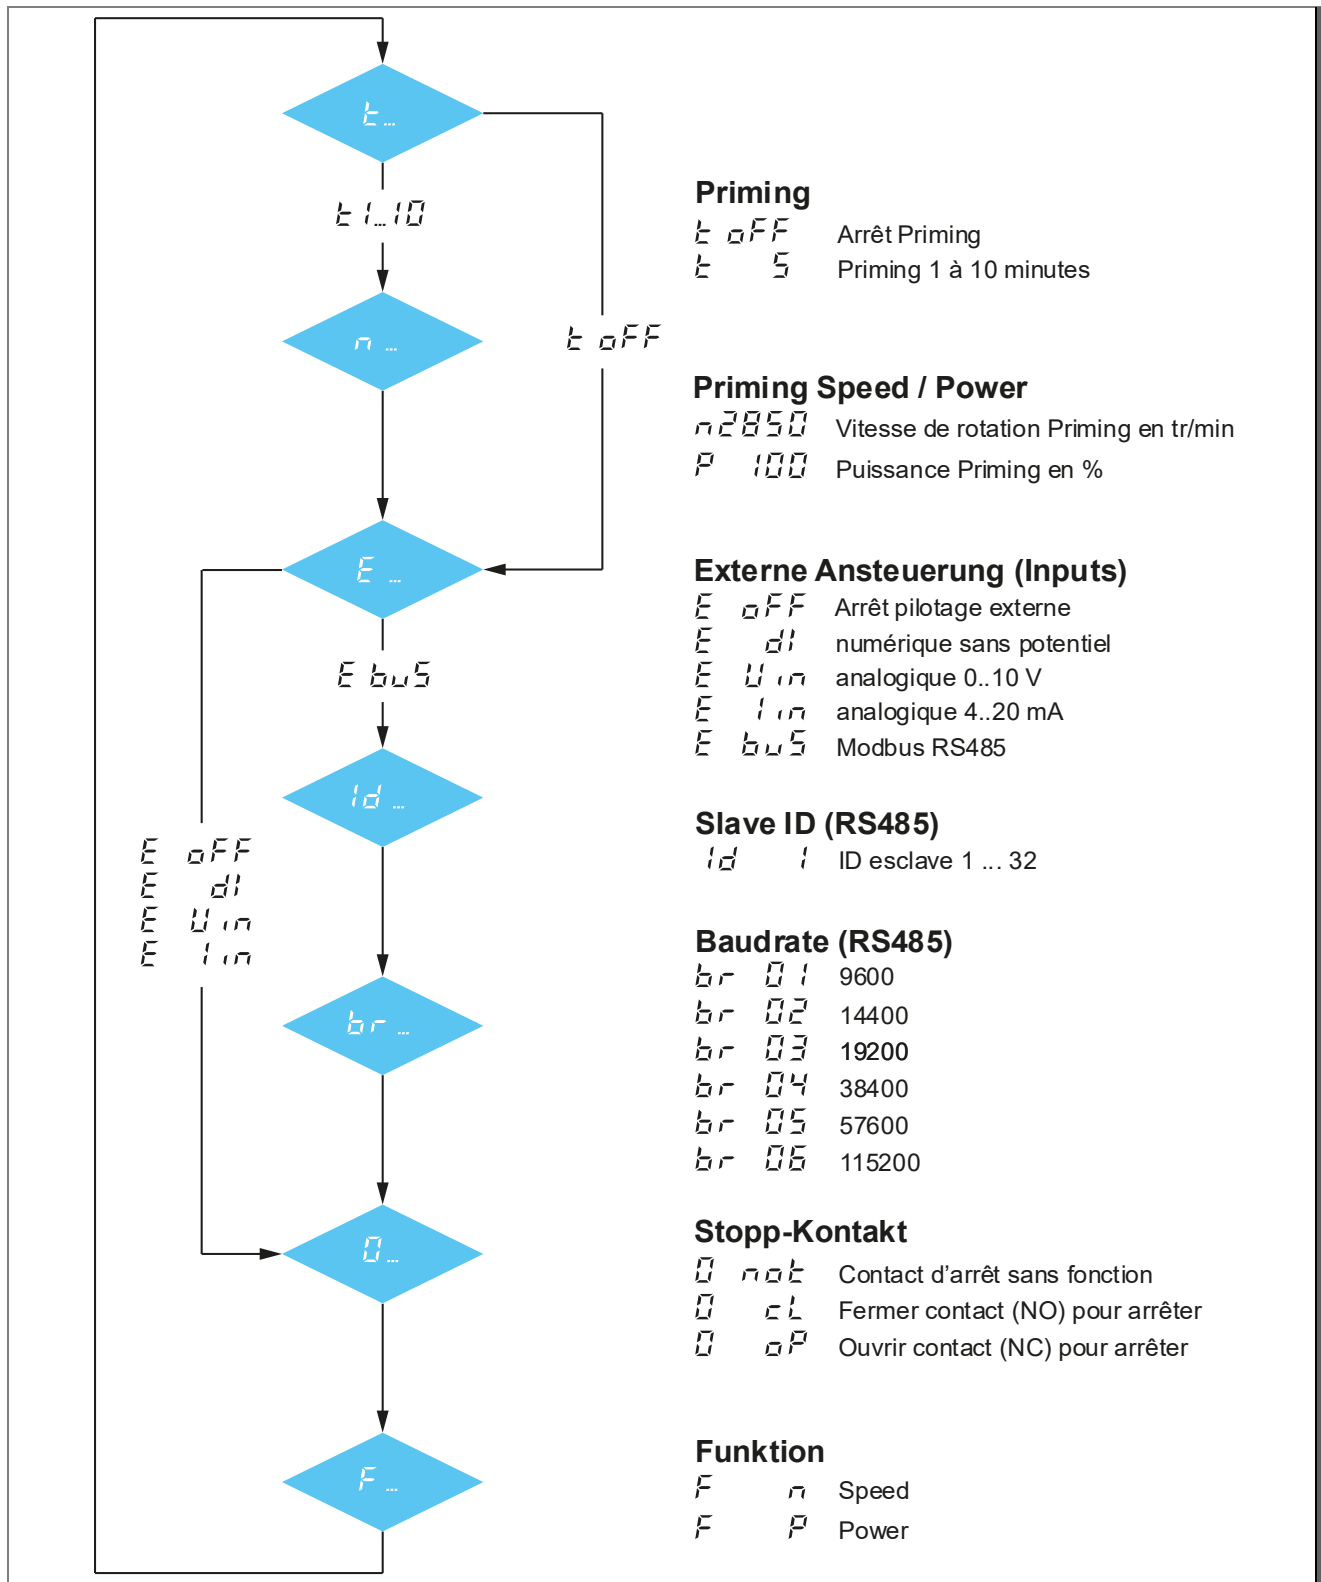 t...
t 1...10
n ...
t oFF
E ...
E buS
Id ...
E oFF
E dI
E U in
E I in
br ...
0 ...
F ...
Priming
t oFF Arrêt Priming
t 5 Priming 1 à 10 minutes
Priming Speed / Power
n2850 Vitesse de rotation Priming en tr/min
P 100 Puissance Priming en %
Externe Ansteuerung (Inputs)
E oFF Arrêt pilotage externe
E dI numérique sans potentiel
E U in analogique 0..10 V
E I in analogique 4..20 mA
E buS Modbus RS485
Slave ID (RS485)
Id 1 ID esclave 1 ... 32
Baudrate (RS485)
br 01 9600
br 02 14400
br 03 19200
br 04 38400
br 05 57600
br 06 115200
Stopp-Kontakt
0 not Contact d'arrêt sans fonction
0 cL Fermer contact (NO) pour arrêter
0 oP Ouvrir contact (NC) pour arrêter
Funktion
F n Speed
F P Power